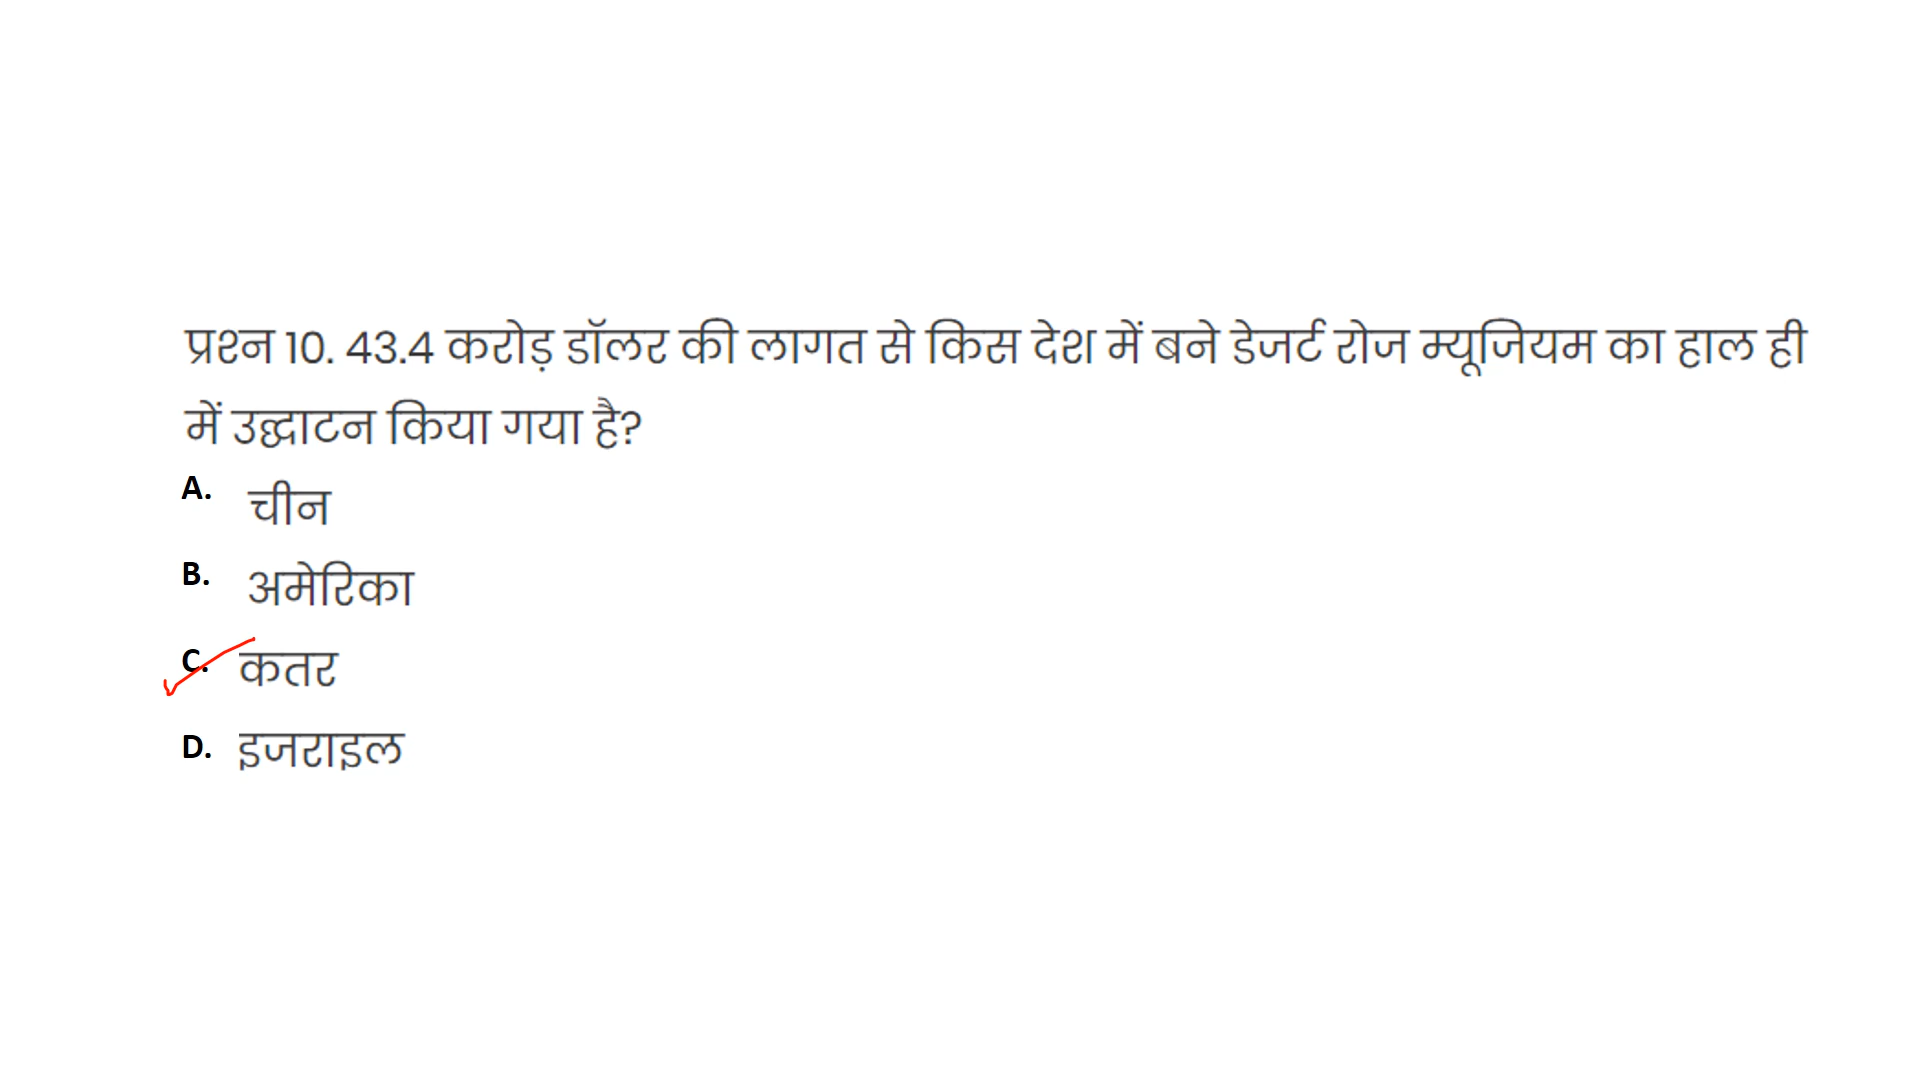 प्रश्न 10. 43.4 करोड़ डॉलर की लागत से किस देश में बने डेजर्ट रोज म्यूजियम का हाल ही
में उद्घाटन किया गया है?
A. चीन
B. अमेरिका
C. कतर
D. इजराइल